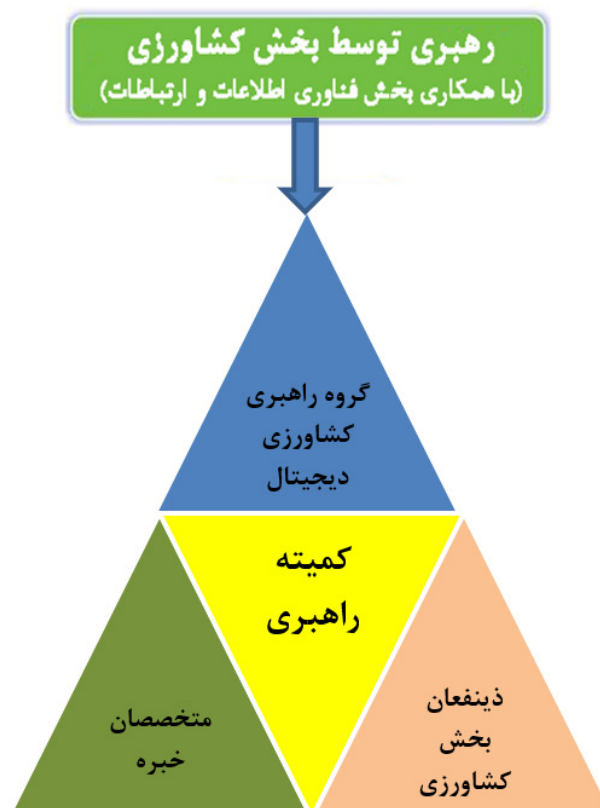 رهبری توسط بخش کشاورزی
(با همکاری بخش فناوری اطلاعات و ارتباطات)
گروه راهبری
کشاورزی
دیجیتال
کمیته
راهبری
متخصصان
خبره
ذینفعان
بخش
کشاورزی